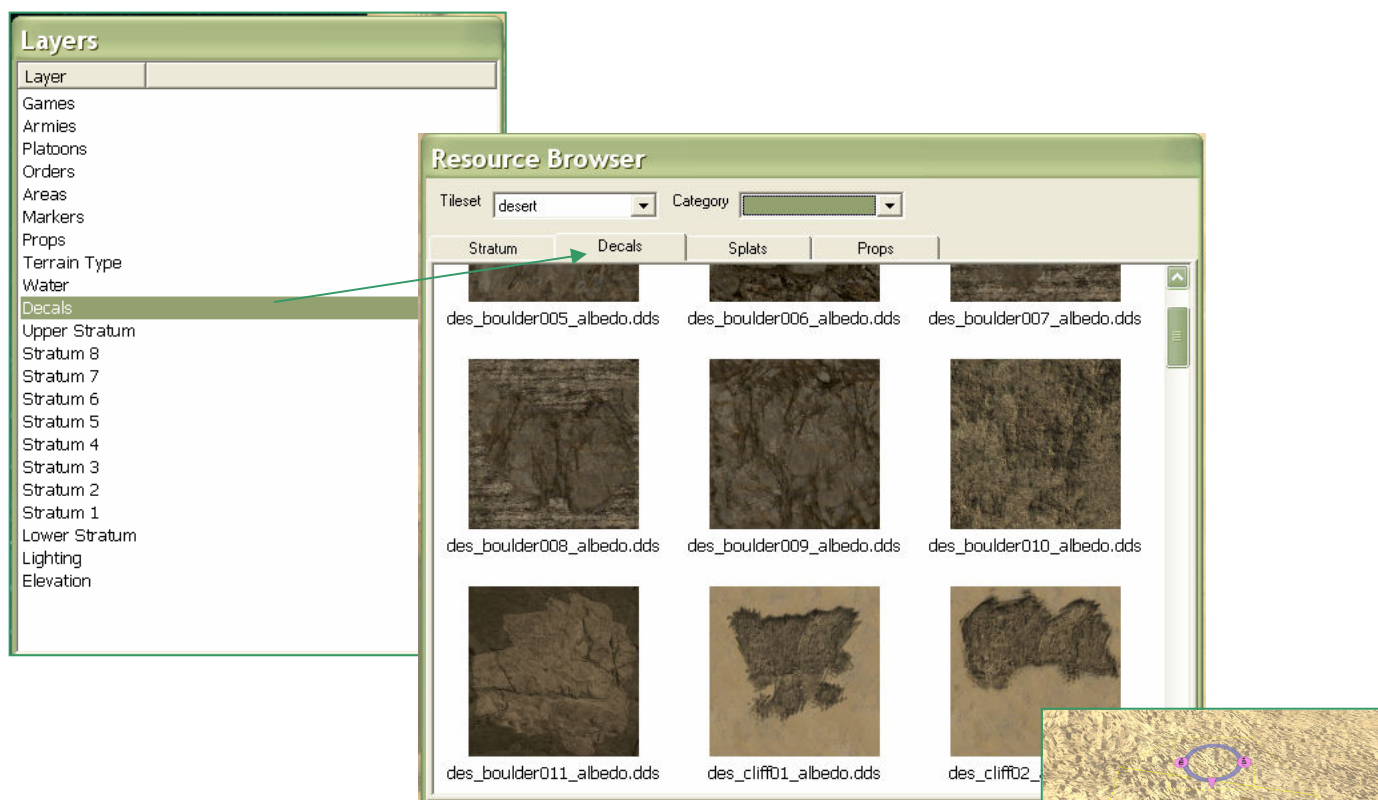 Layers
Layer
Games
Armies
Platoons
Orders
Areas
Markers
Props
Terrain Type
Water
Decals
Upper Stratum
Stratum 8
Stratum 7
Stratum 6
Stratum 5
Stratum 4
Stratum 3
Stratum 2
Stratum 1
Lower Stratum
Lighting
Elevation
Resource Browser
Tileset desert Category
Stratum Decals Splats Props
des_boulder005_albedo.dds des_boulder006_albedo.dds des_boulder007_albedo.dds
des_boulder008_albedo.dds des_boulder009_albedo.dds des_boulder010_albedo.dds
des_boulder011_albedo.dds des_cliff01_albedo.dds des_cliff02_